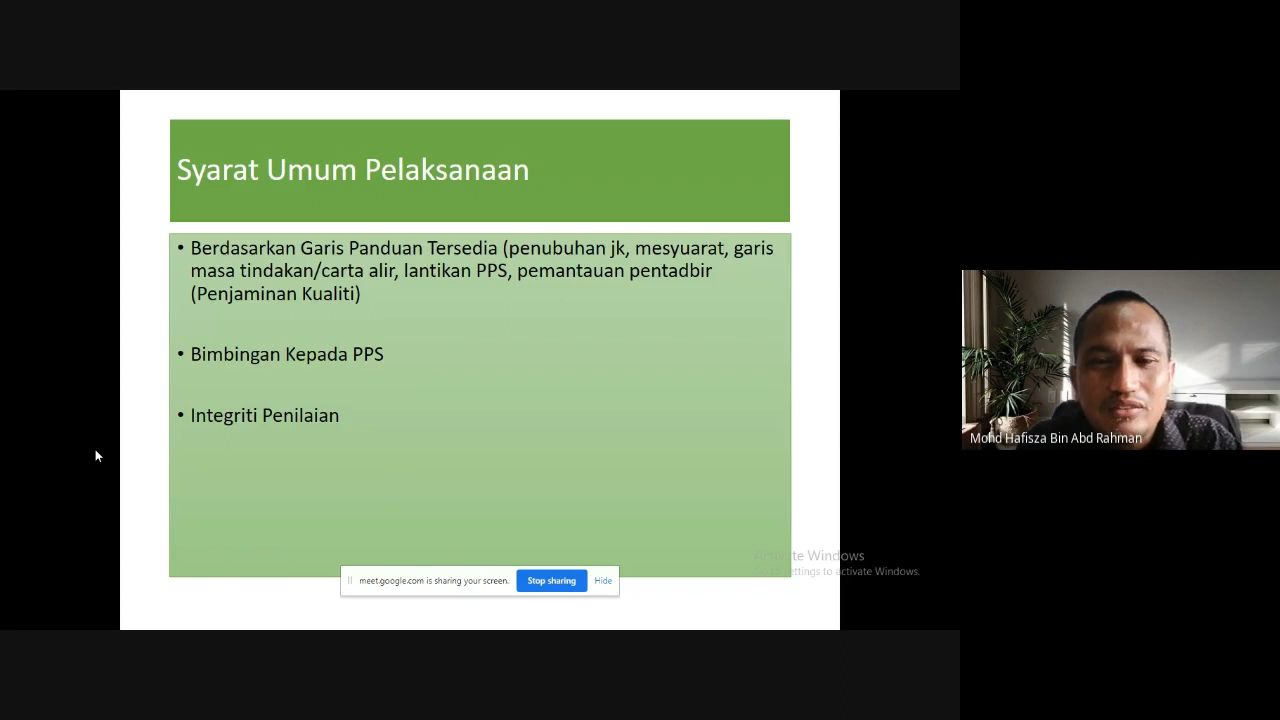 Syarat Umum Pelaksanaan
• Berdasarkan Garis Panduan Tersedia (penubuhan jk, mesyuarat, garis
masa tindakan/carta alir, lantikan PPS, pemantauan pentadbir
(Penjaminan Kualiti)
• Bimbingan Kepada PPS
• Integriti Penilaian
Mohd Hafisza Bin Abd Rahman
Activate Windows
settings to activate Windows.
meet.google.com is sharing your screen. Stop sharing Hide